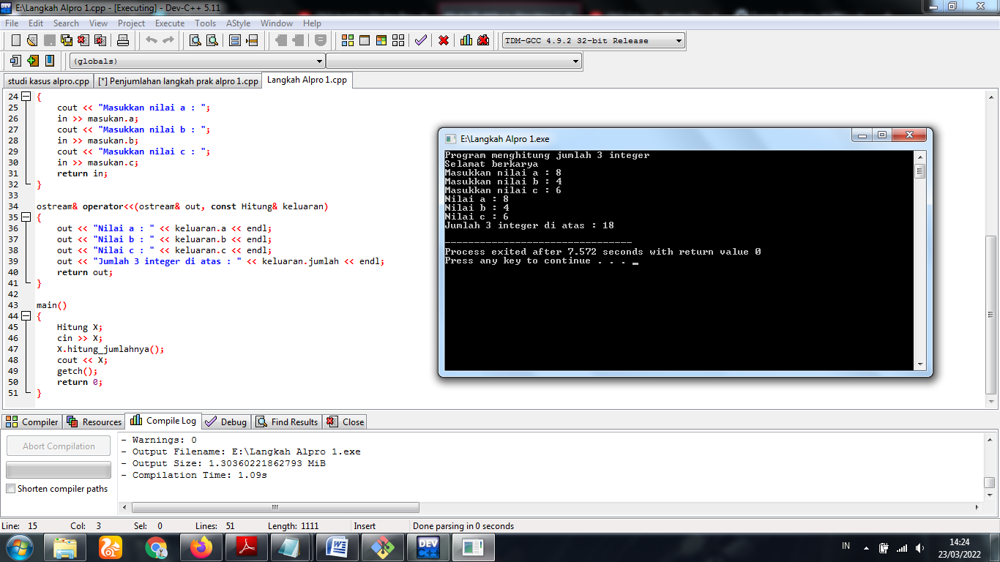 E:\Langkah Alpro 1.cpp - [Executing] - Dev-C++ 5.11
File Edit Search View Project Execute Tools AStyle Window Help
TDM-GCC 4.9.2 32-bit Release
(globals)
studi kasus alpro.cpp [*] Penjumlahan langkah prak alpro 1.cpp Langkah Alpro 1.cpp
24 {
25 cout << "Masukkan nilai a : ";
26 in >> masukan.a;
27 cout << "Masukkan nilai b : ";
28 in >> masukan.b;
29 cout << "Masukkan nilai c : ";
30 in >> masukan.c;
31 return in;
32 }
33
34 ostream& operator<<(ostream& out, const Hitung& keluaran)
35 {
36 out << "Nilai a : " << keluaran.a << endl;
37 out << "Nilai b : " << keluaran.b << endl;
38 out << "Nilai c : " << keluaran.c << endl;
39 out << "Jumlah 3 integer di atas : " << keluaran.jumlah << endl;
40 return out;
41 }
42
43 main()
44 {
45 Hitung X;
46 cin >> X;
47 X.hitung_jumlahnya();
48 cout << X;
49 getch();
50 return 0;
51 }
E:\Langkah Alpro 1.exe
Program menghitung jumlah 3 integer
Selamat berkarya
Masukkan nilai a : 8
Masukkan nilai b : 4
Masukkan nilai c : 6
Nilai a : 8
Nilai b : 4
Nilai c : 6
Jumlah 3 integer di atas : 18
--------------------------------
Process exited after 7.572 seconds with return value 0
Press any key to continue . . .
Compiler Resources Compile Log Debug Find Results Close
Abort Compilation
Shorten compiler paths
- Warnings: 0
- Output Filename: E:\Langkah Alpro 1.exe
- Output Size: 1.30360221862793 MiB
- Compilation Time: 1.09s
Line: 15 Col: 3 Sel: 0 Lines: 51 Length: 1111 Insert Done parsing in 0 seconds
DEV C++
IN
14:24
23/03/2022